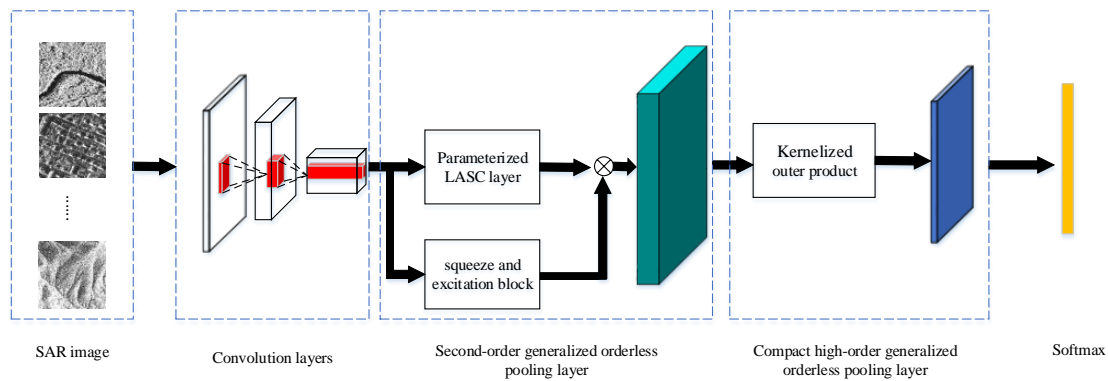 Parameterized
LASC layer
squeeze and
excitation block
Kernelized
outer product
SAR image
Convolution layers
Second-order generalized orderless
pooling layer
Compact high-order generalized
orderless pooling layer
Softmax